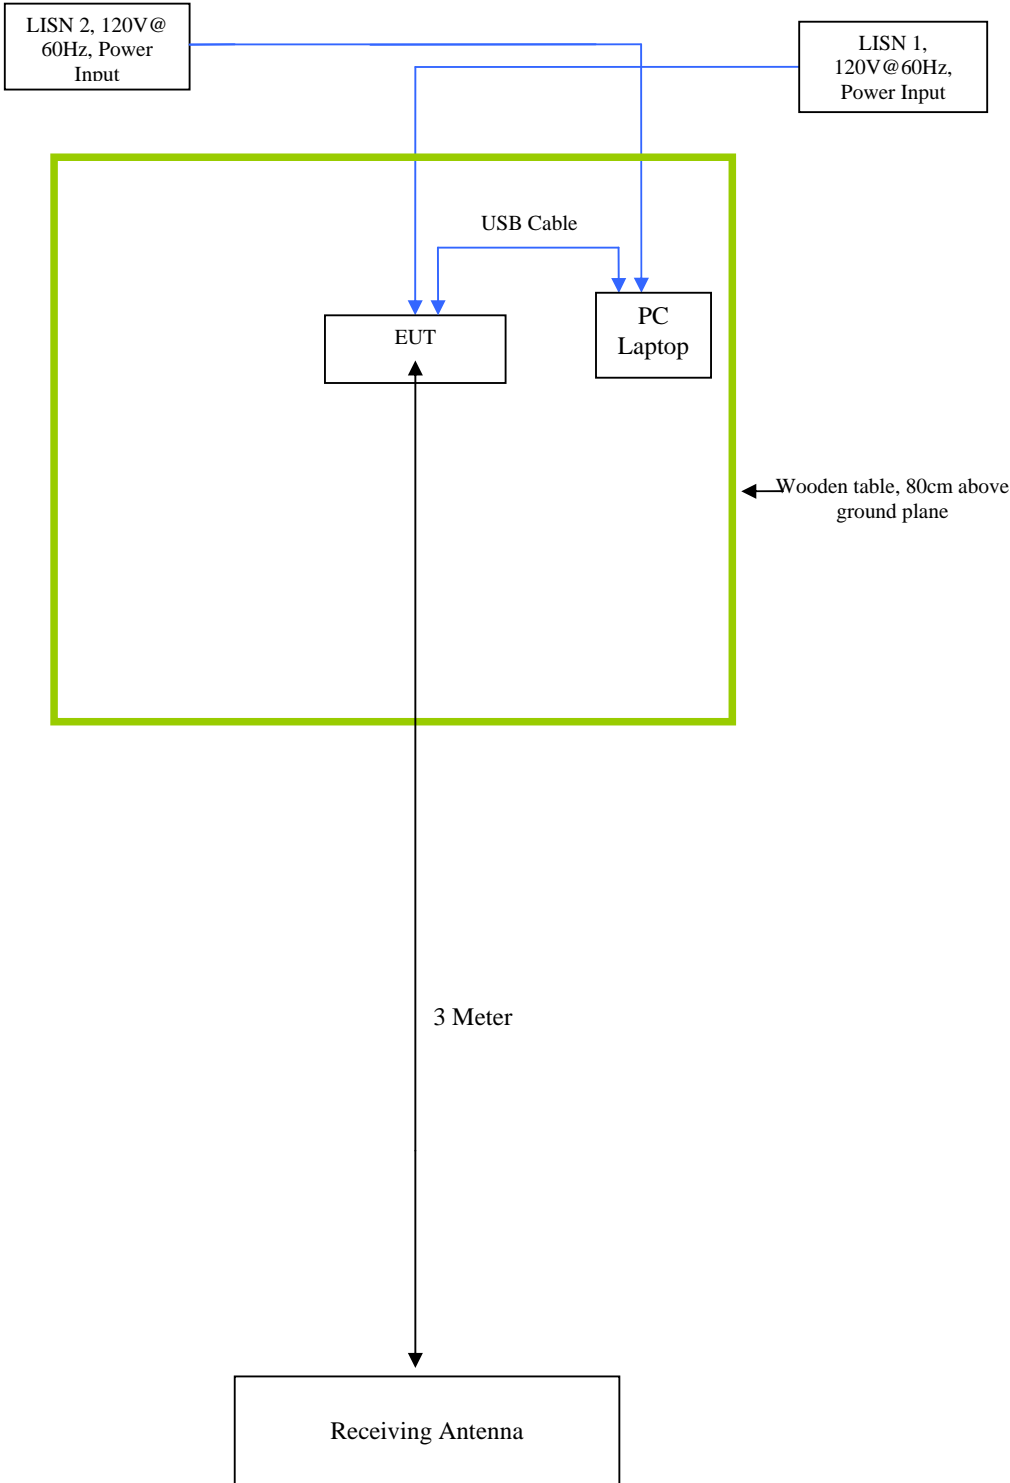 LISN 2, 120V@
60Hz, Power
Input
LISN 1,
120V@60Hz,
Power Input
USB Cable
EUT
PC
Laptop
Wooden table, 80cm above
ground plane
3 Meter
Receiving Antenna